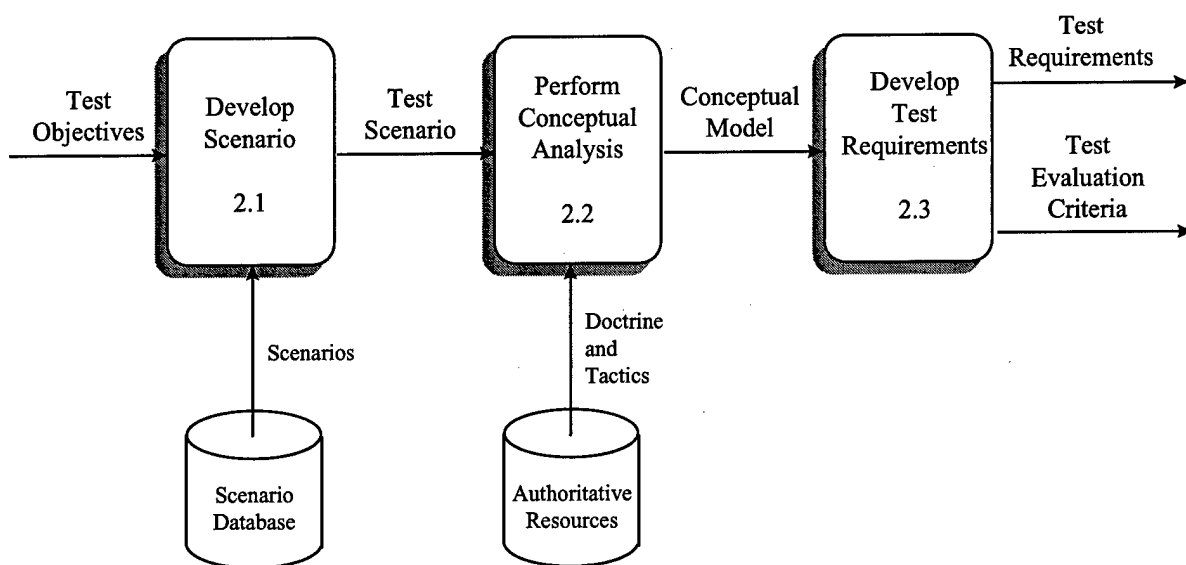 Test
Objectives
Develop
Scenario
2.1
Test
Scenario
Perform
Conceptual
Analysis
2.2
Conceptual
Model
Develop
Test
Requirements
2.3
Test
Requirements
Test
Evaluation
Criteria
Scenarios
Doctrine
and
Tactics
Scenario
Database
Authoritative
Resources